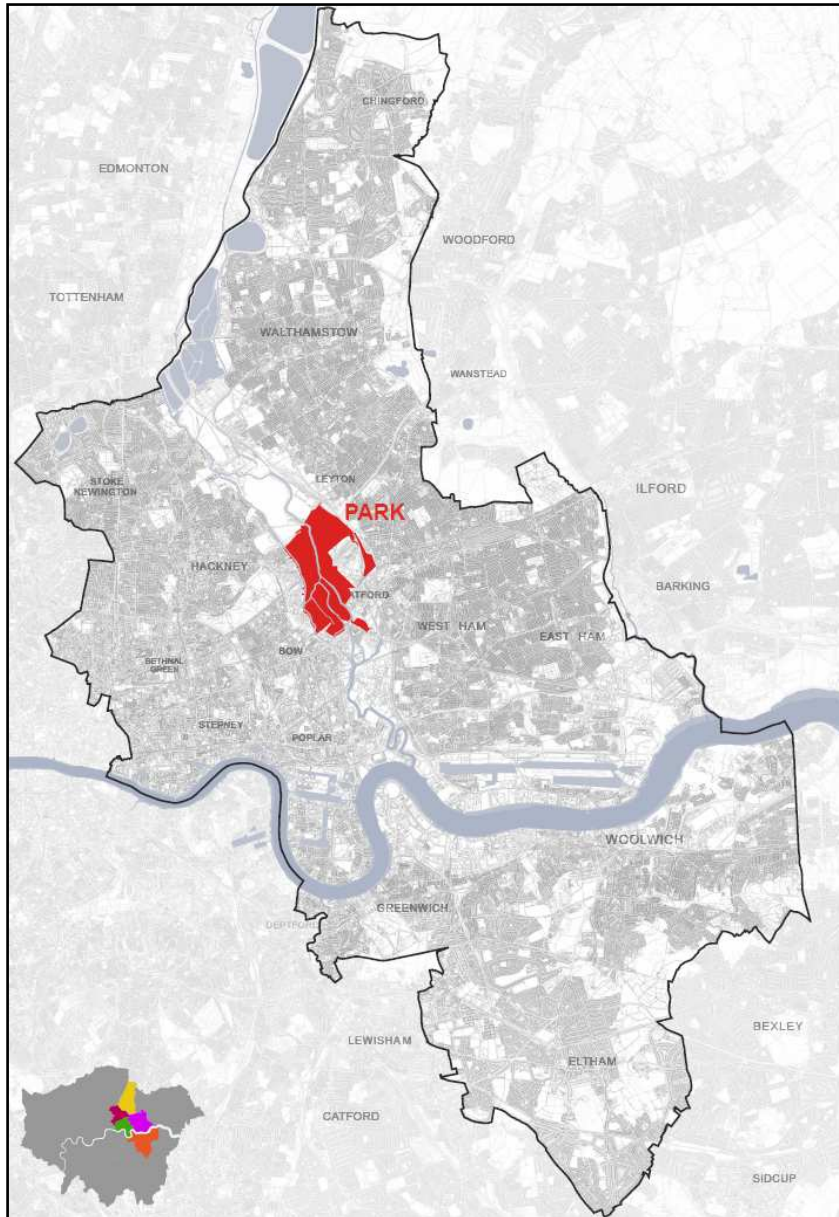 CHINGFORD
EDMONTON
WOODFORD
TOTTENHAM
WALTHAMSTOW
WANSTEAD
STOKE
NEWINGTON
LEYTON
ILFORD
PARK
HACKNEY
BARKING
ATFORD
WEST HAM
EAST HAM
BOW
BETHNAL
GREEN
STEPNEY
POPLAR
WOOLWICH
GREENWICH
DEPTFORD
LEWISHAM
BEXLEY
ELTHAM
CATFORD
SIDCUP